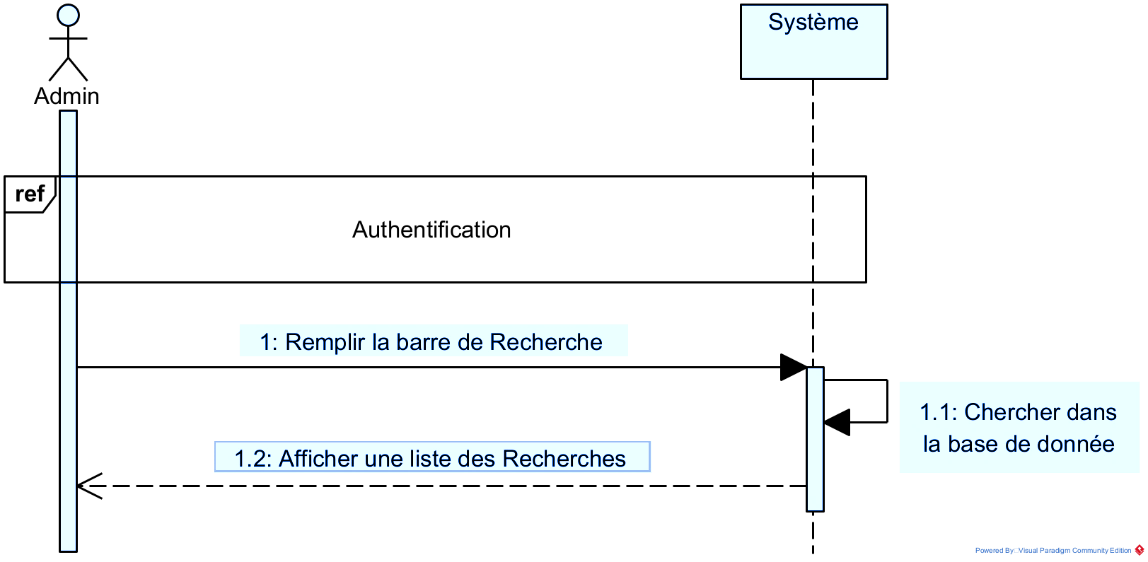 Système
Admin
ref
Authentification
1: Remplir la barre de Recherche
1.1: Chercher dans
la base de donnée
1.2: Afficher une liste des Recherches
Powered By: Visual Paradigm Community Edition